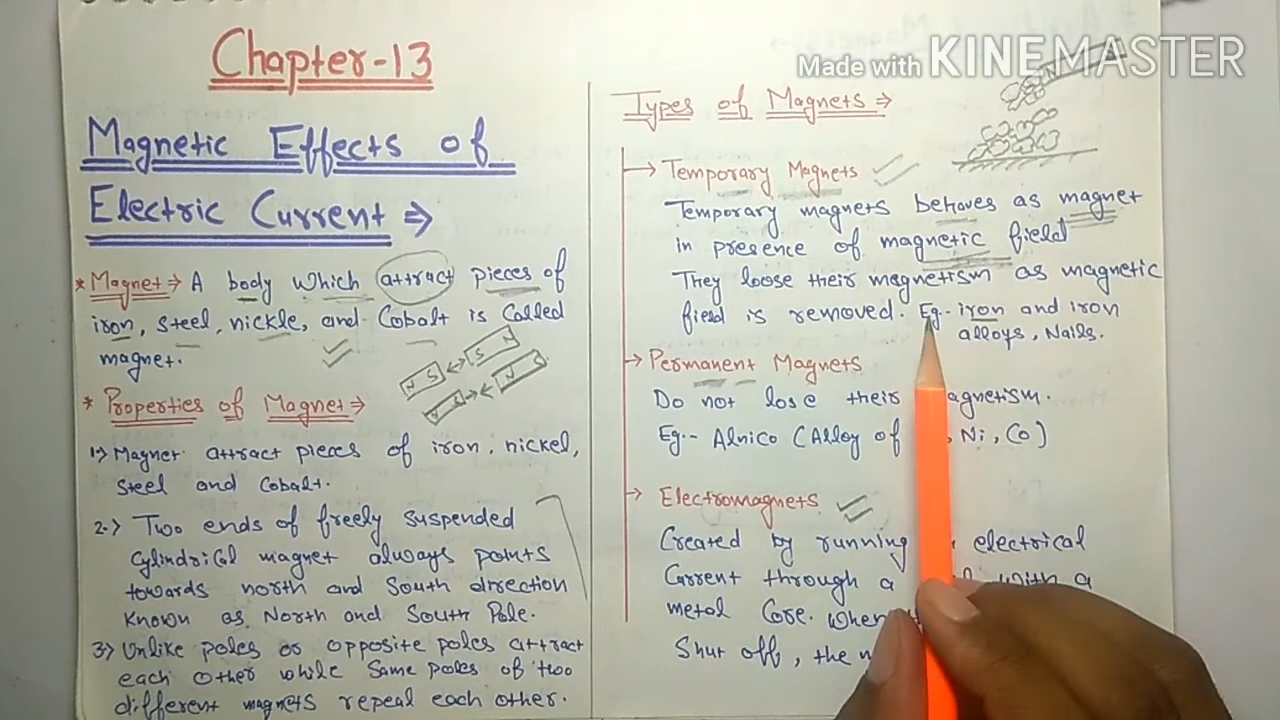 Made with KINEMASTER
Chapter-13
Magnetic Effects of
Electric Current ⇒
* Magnet → A body which attract pieces of
iron, steel, nickle, and Cobalt is called
magnet.
N S ↔ S N
N S →← N S
* Properties of Magnet ⇒
1.) Magnet attract pieces of iron, nickel,
steel and cobalt.
2.) Two ends of freely suspended
cylindrical magnet always points
towards north and south direction
known as North and South Pole.
3.) Unlike poles or opposite poles attract
each other while same poles of two
different magnets repeal each other.
Types of Magnets ⇒
→ Temporary Magnets
Temporary magnets behaves as magnet
in presence of magnetic field
They loose their magnetism as magnetic
field is removed. Eg.- iron and iron
alloys, Nails.
→ Permanent Magnets
Do not lose their magnetism.
Eg.- Alnico (Alloy of , Ni, Co)
→ Electromagnets
Created by running electrical
current through a with a
metal core. When
Shut off, the